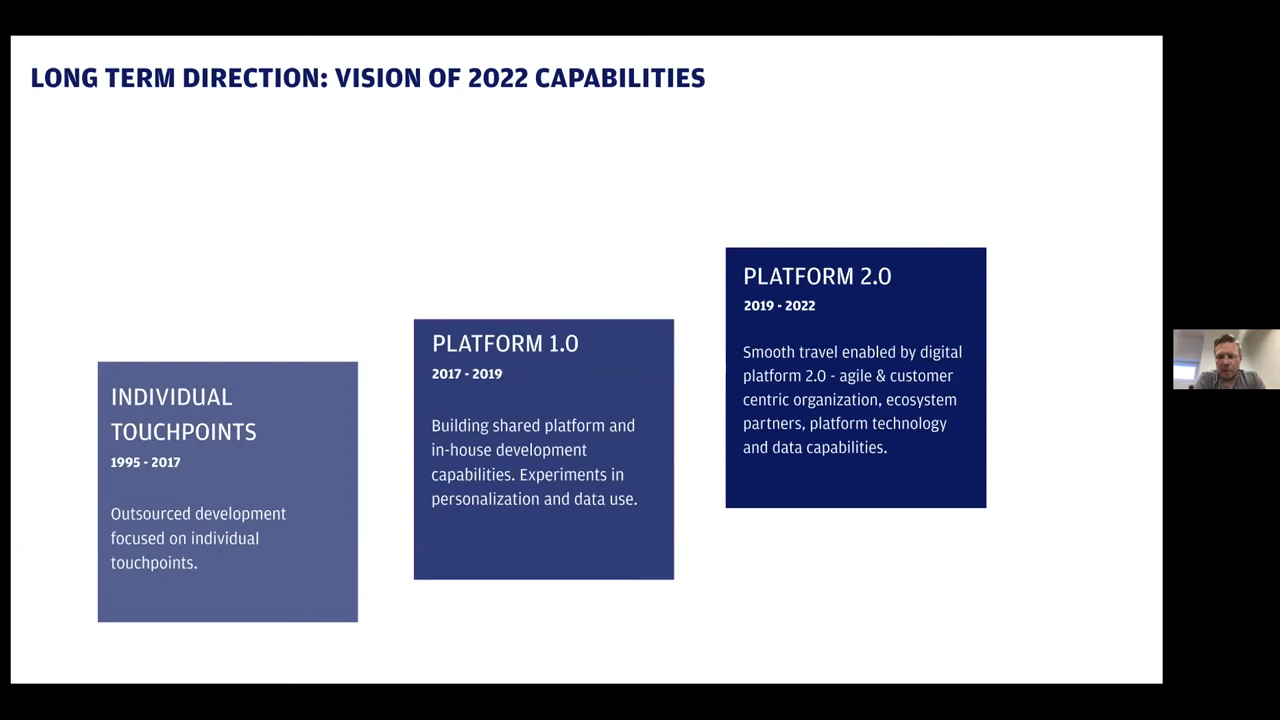 LONG TERM DIRECTION: VISION OF 2022 CAPABILITIES
INDIVIDUAL
TOUCHPOINTS
1995 - 2017
Outsourced development
focused on individual
touchpoints.
PLATFORM 1.0
2017 - 2019
Building shared platform and
in-house development
capabilities. Experiments in
personalization and data use.
PLATFORM 2.0
2019 - 2022
Smooth travel enabled by digital
platform 2.0 - agile & customer
centric organization, ecosystem
partners, platform technology
and data capabilities.